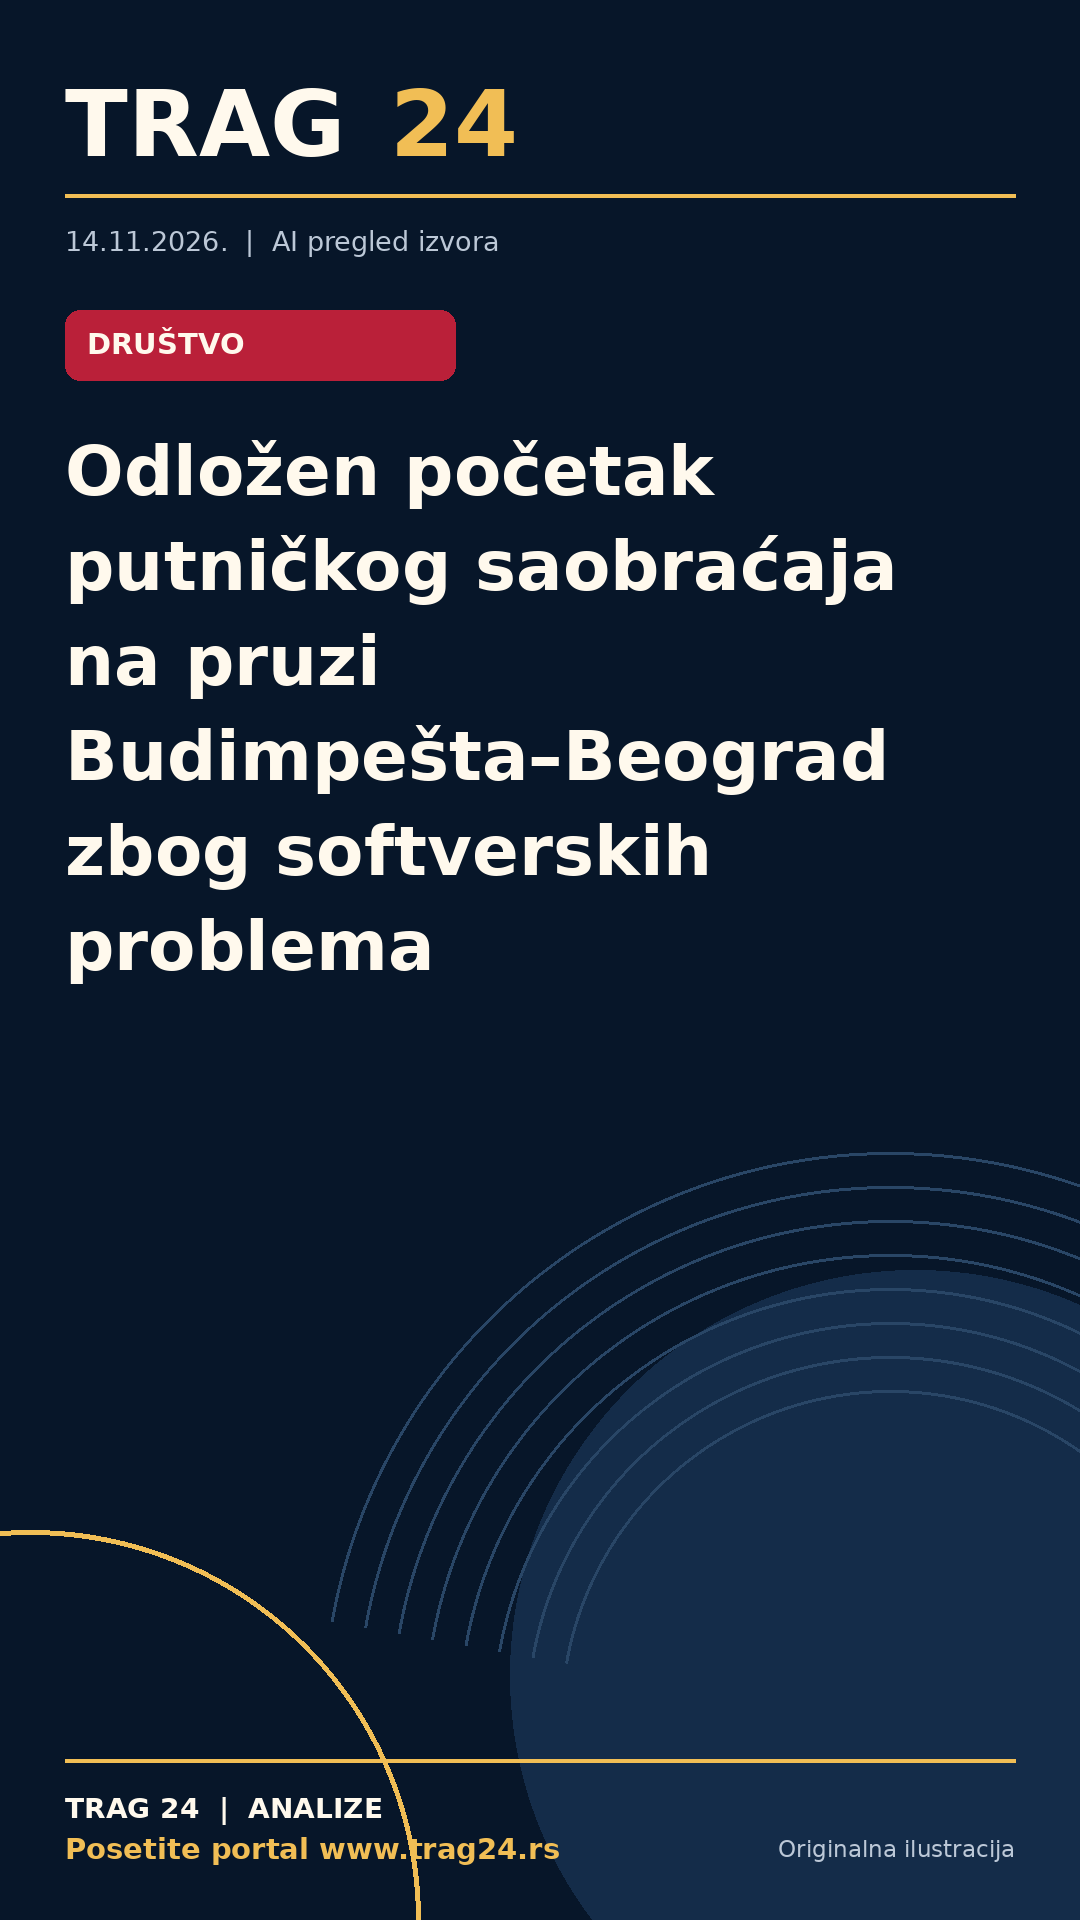 TRAG 24
14.11.2026. | AI pregled izvora
DRUŠTVO
Odložen početak
putničkog saobraćaja
na pruzi
Budimpešta–Beograd
zbog softverskih
problema
TRAG 24 | ANALIZE
Posetite portal www.trag24.rs
Originalna ilustracija